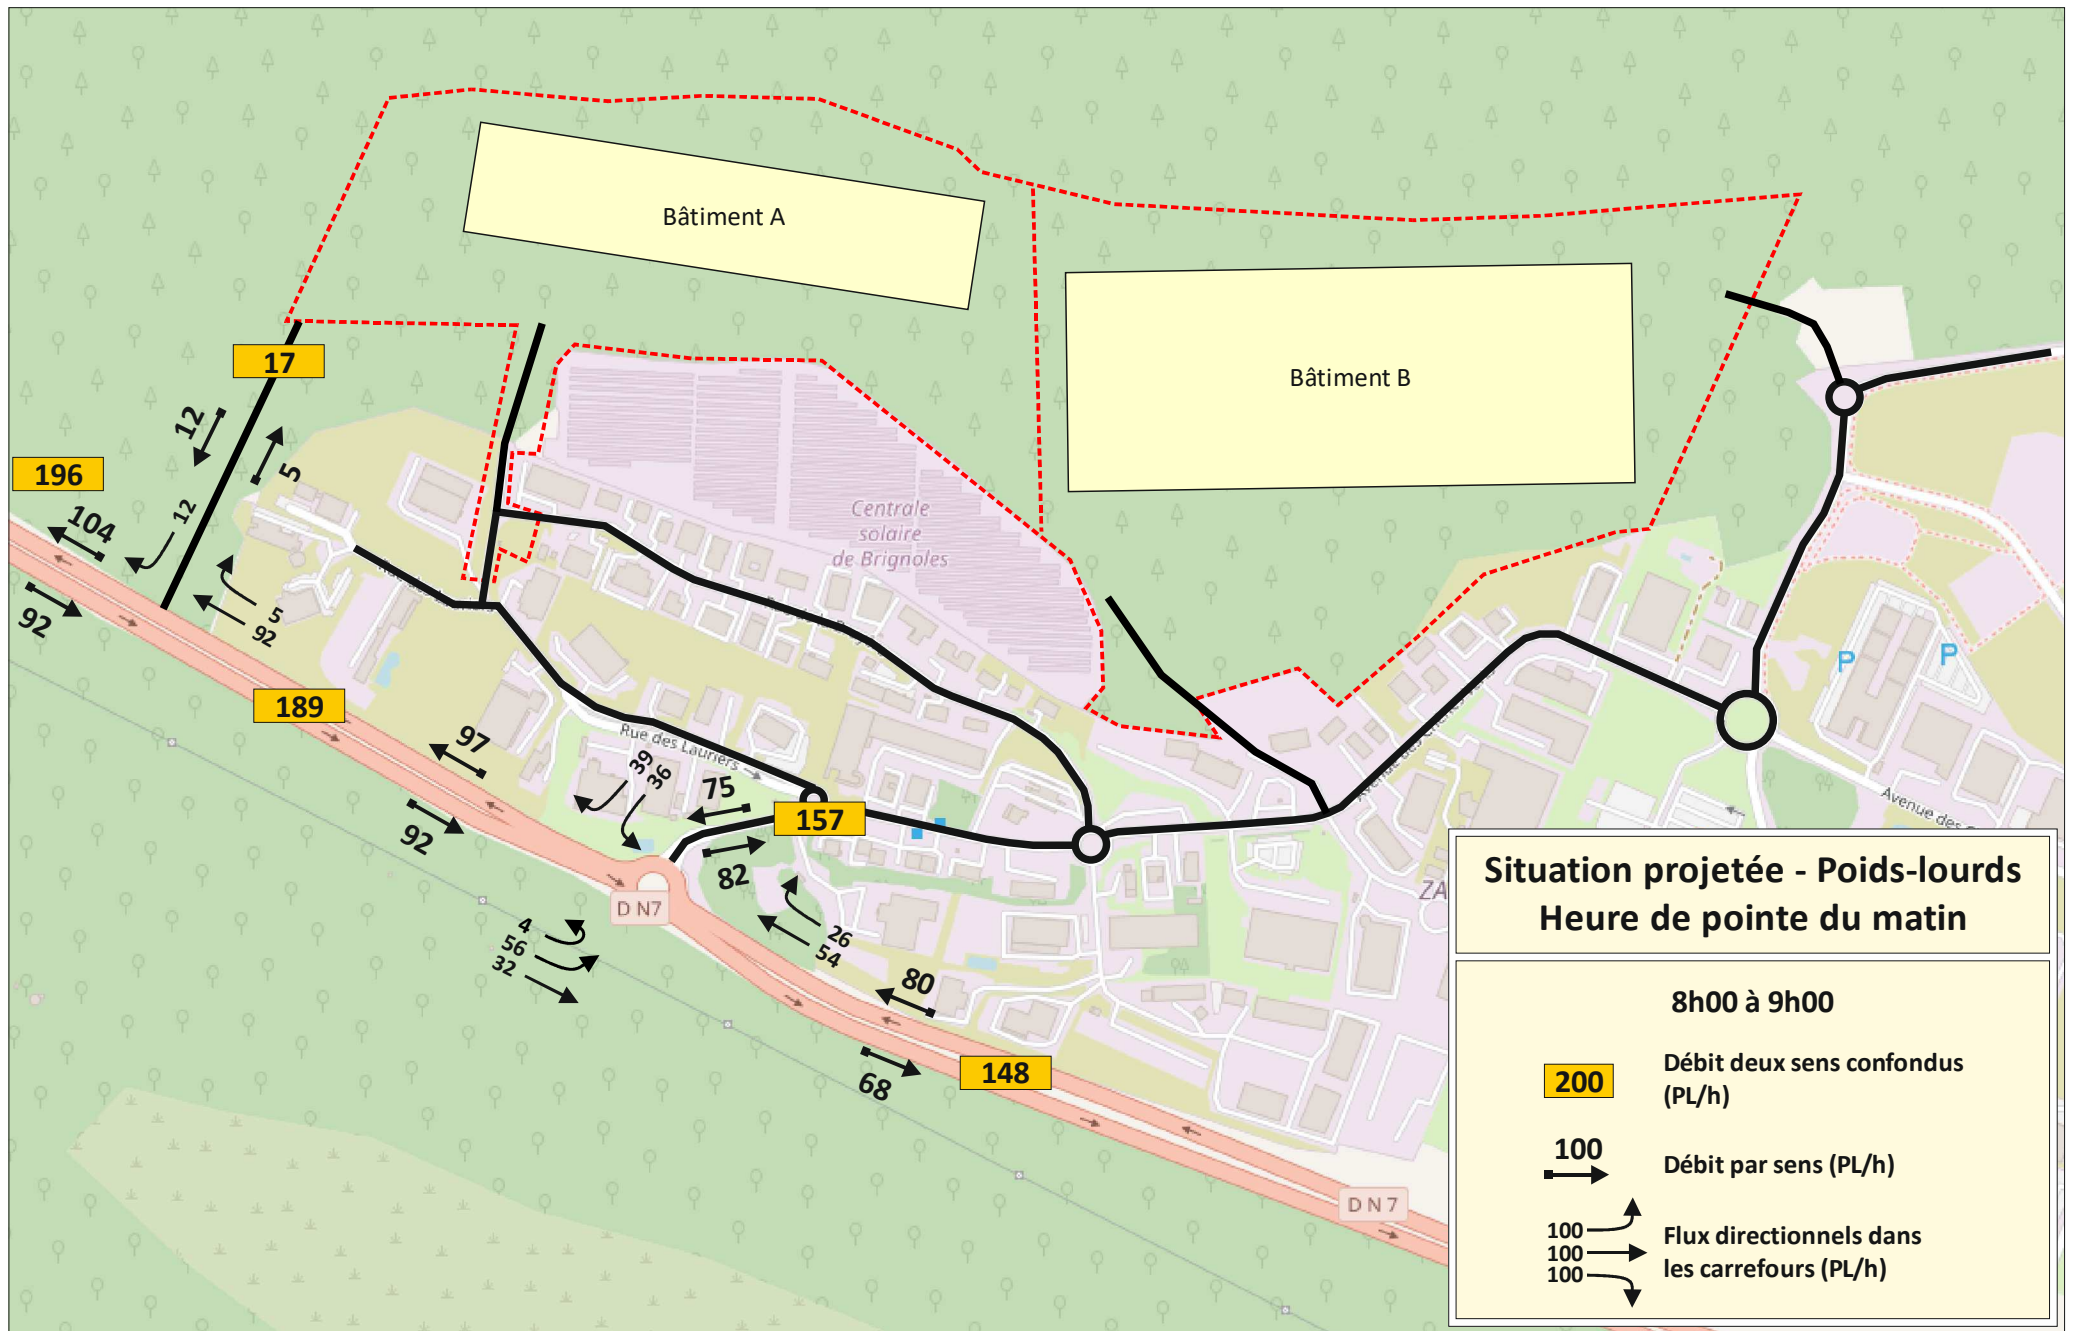 Bâtiment A
Bâtiment B
17
12
5
196
104
12
92
5
92
Centrale
solaire
de Brignoles
189
97
92
Rue des Lauriers
39
36
75
157
82
D N7
4
56
32
26
54
80
68
148
P
P
Avenue des
ZA
D N 7
Situation projetée - Poids-lourds
Heure de pointe du matin
8h00 à 9h00
200
Débit deux sens confondus
(PL/h)
100
Débit par sens (PL/h)
100
100
100
Flux directionnels dans
les carrefours (PL/h)